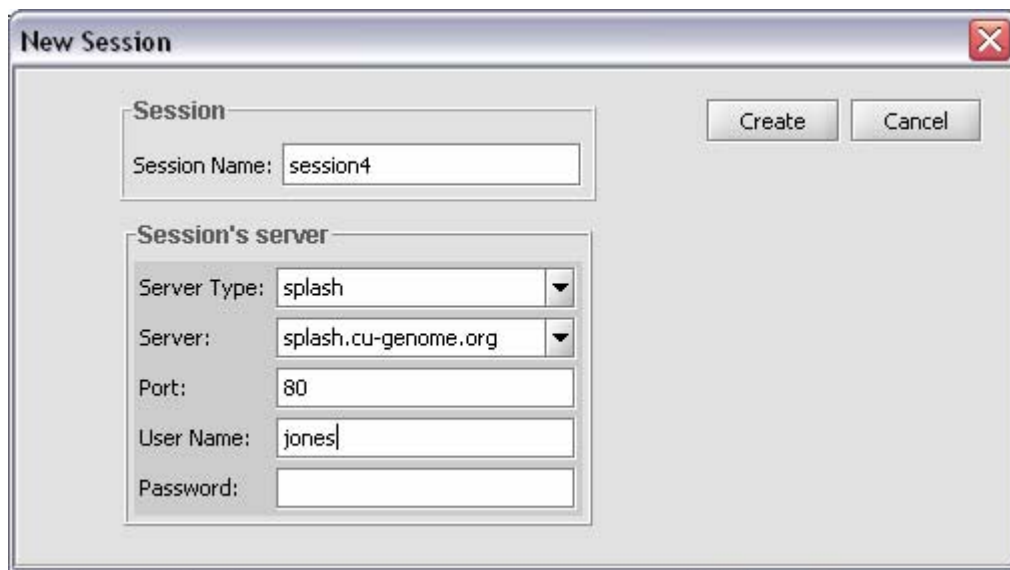 New Session
Session
Create Cancel
Session Name: session4
Session's server
Server Type: splash
Server: splash.cu-genome.org
Port: 80
User Name: jones
Password: